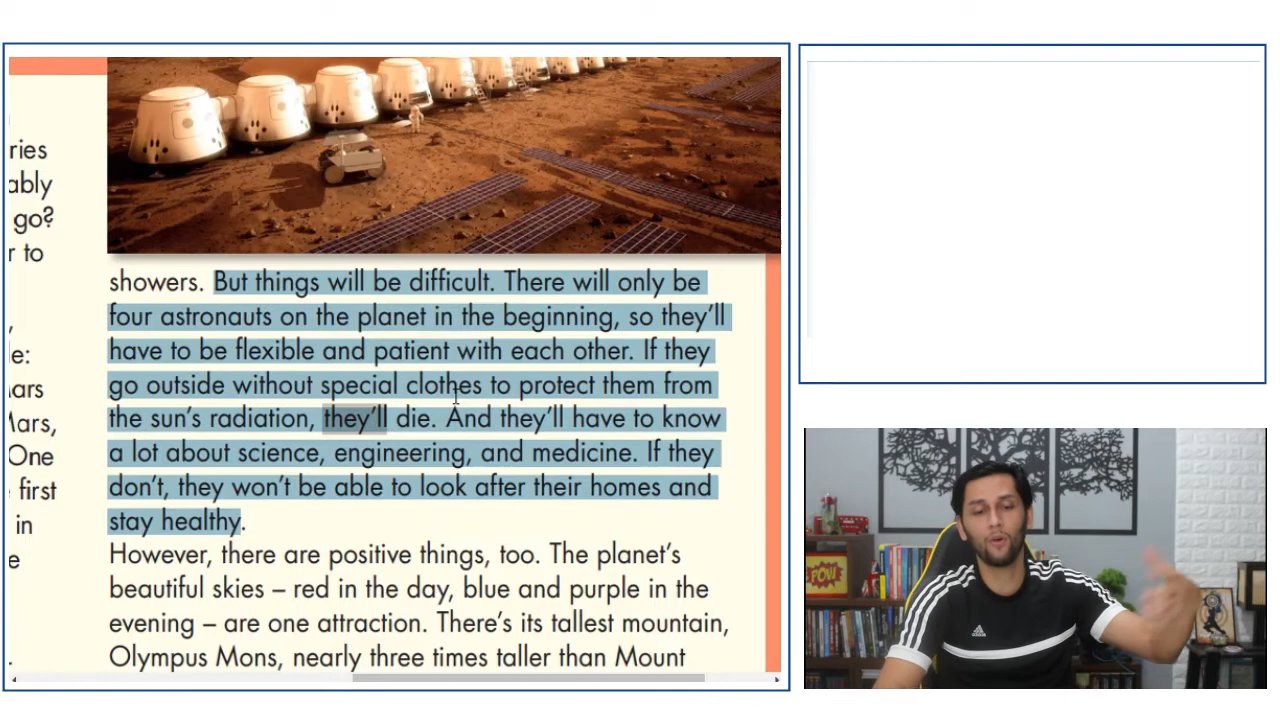 ries
ably
go?
r to
,
e:
ars
Mars,
One
first
in
e
.
showers. But things will be difficult. There will only be
four astronauts on the planet in the beginning, so they'll
have to be flexible and patient with each other. If they
go outside without special clothes to protect them from
the sun's radiation, they'll die. And they'll have to know
a lot about science, engineering, and medicine. If they
don't, they won't be able to look after their homes and
stay healthy.
However, there are positive things, too. The planet's
beautiful skies – red in the day, blue and purple in the
evening – are one attraction. There's its tallest mountain,
Olympus Mons, nearly three times taller than Mount
POW!
adidas